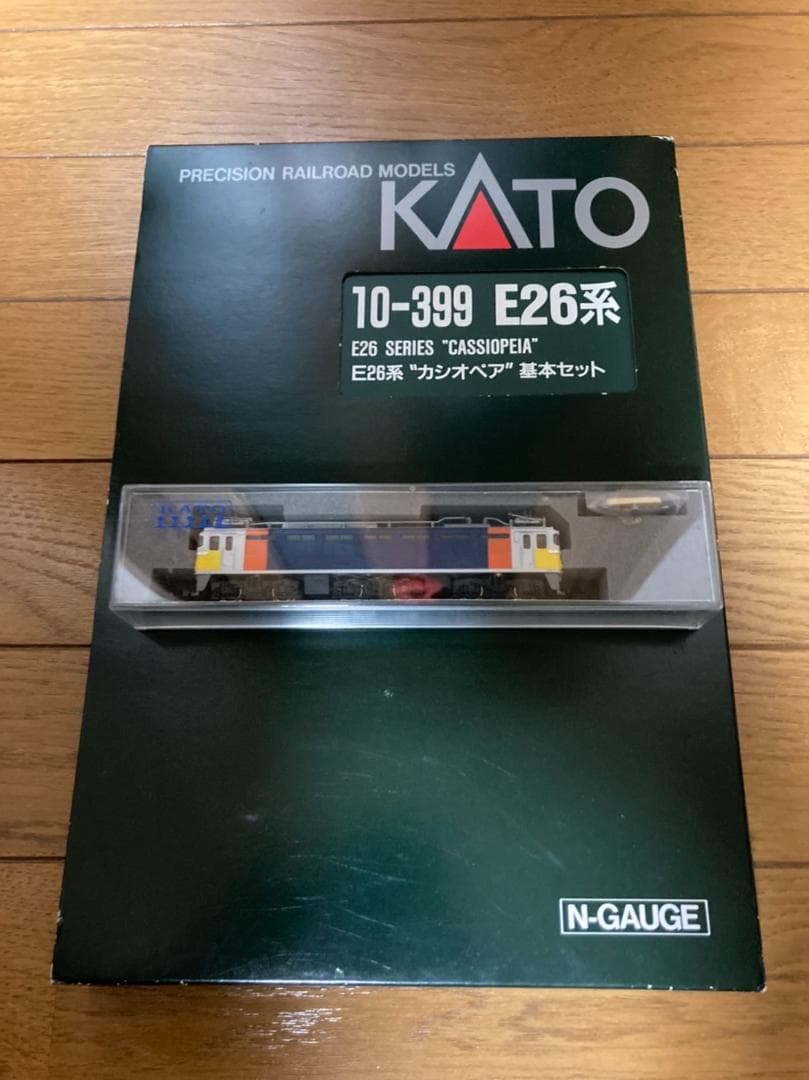 PRECISION RAILROAD MODELS
KATO
10-399 E26系
E26 SERIES "CASSIOPEIA"
E26系 "カシオペア" 基本セット
KATO
N-GAUGE